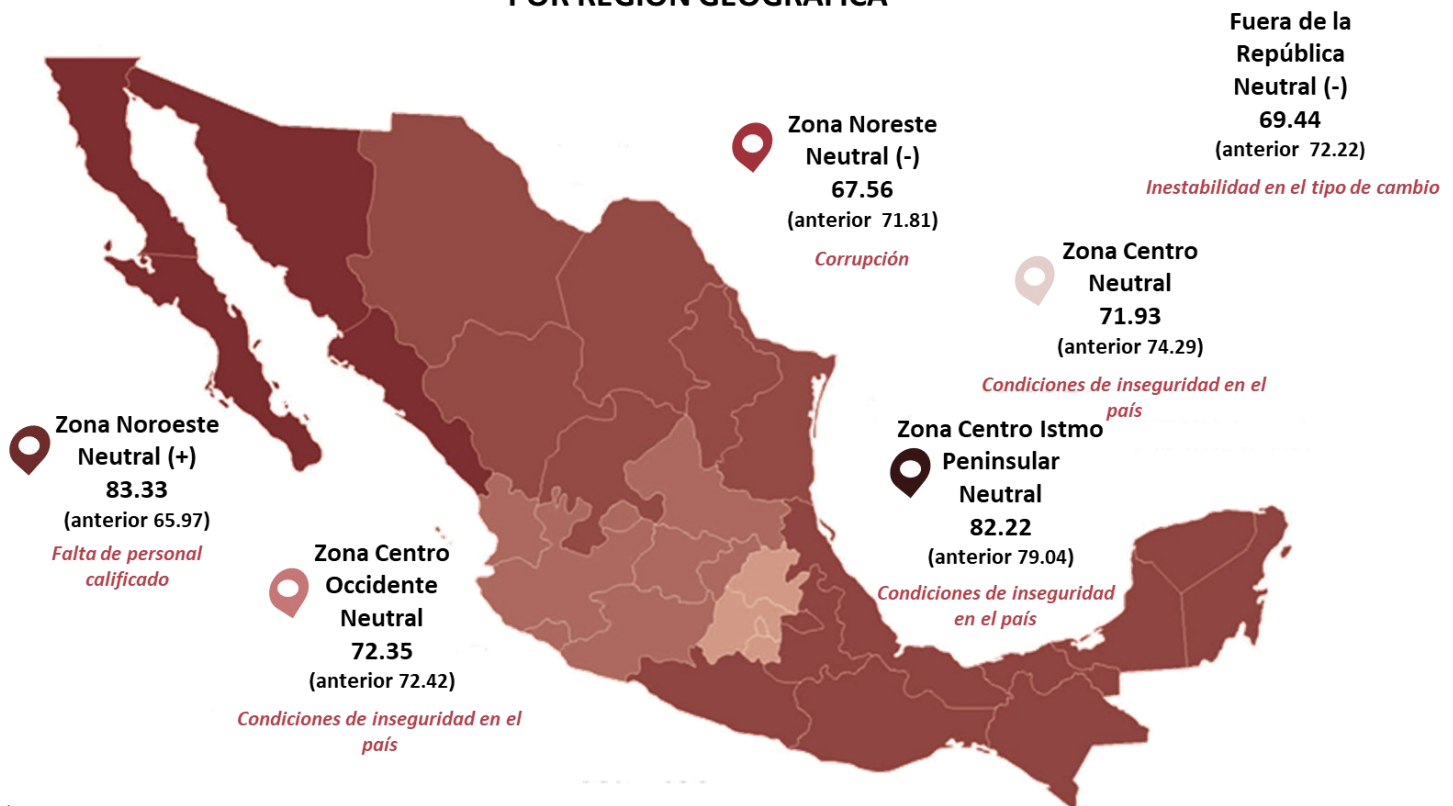 POR REGIÓN GEOGRÁFICA
Fuera de la
República
Neutral (-)
69.44
(anterior 72.22)
Inestabilidad en el tipo de cambio
Zona Noreste
Neutral (-)
67.56
(anterior 71.81)
Corrupción
Zona Centro
Neutral
71.93
(anterior 74.29)
Condiciones de inseguridad en el
país
Zona Noroeste
Neutral (+)
83.33
(anterior 65.97)
Falta de personal
calificado
Zona Centro Istmo
Peninsular
Neutral
82.22
(anterior 79.04)
Condiciones de inseguridad
en el país
Zona Centro
Occidente
Neutral
72.35
(anterior 72.42)
Condiciones de inseguridad en el
país